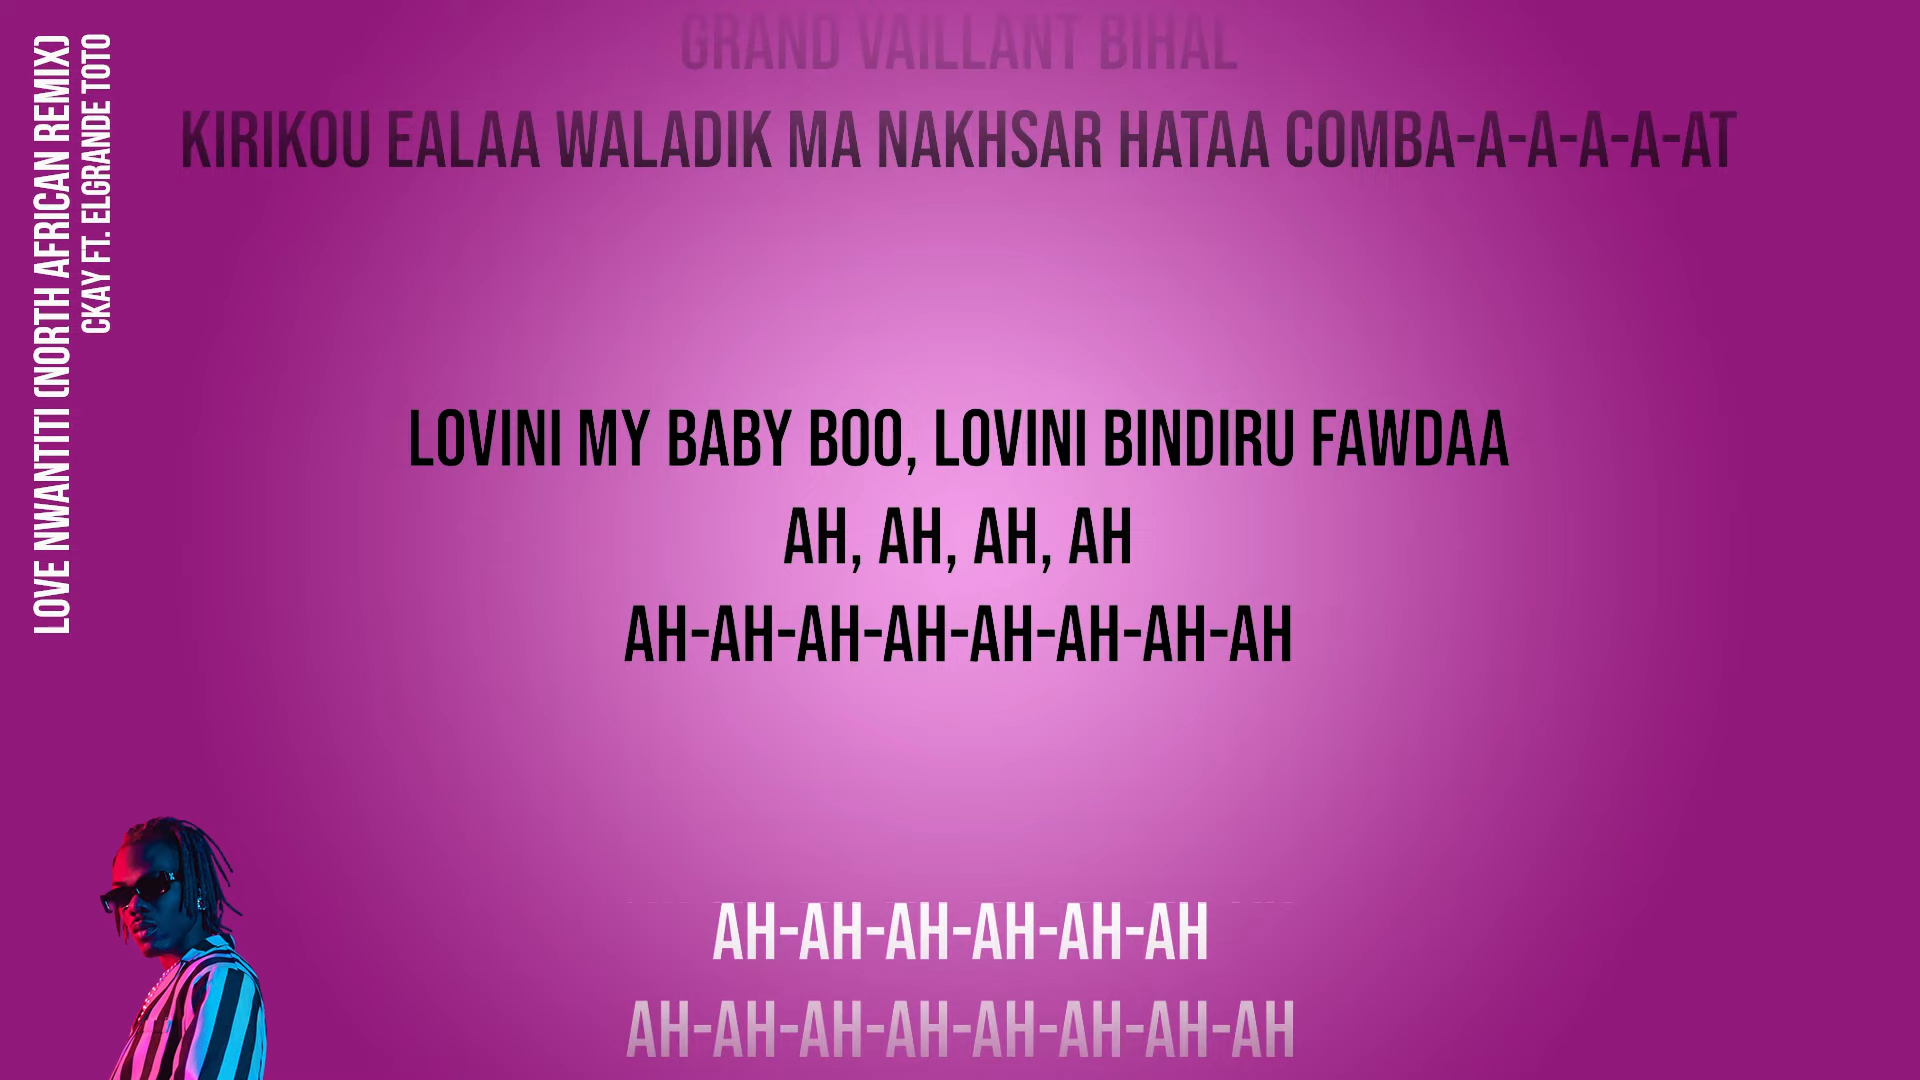 LOVE NWANTITI (NORTH AFRICAN REMIX)
CKAY FT. ELGRANDE TOTO
GRAND VAILLANT BIHAL
KIRIKOU EALAA WALADIK MA NAKHSAR HATAA COMBA-A-A-A-A-AT
LOVINI MY BABY BOO, LOVINI BINDIRU FAWDAA
AH, AH, AH, AH
AH-AH-AH-AH-AH-AH-AH-AH
AH-AH-AH-AH-AH-AH
AH-AH-AH-AH-AH-AH-AH-AH